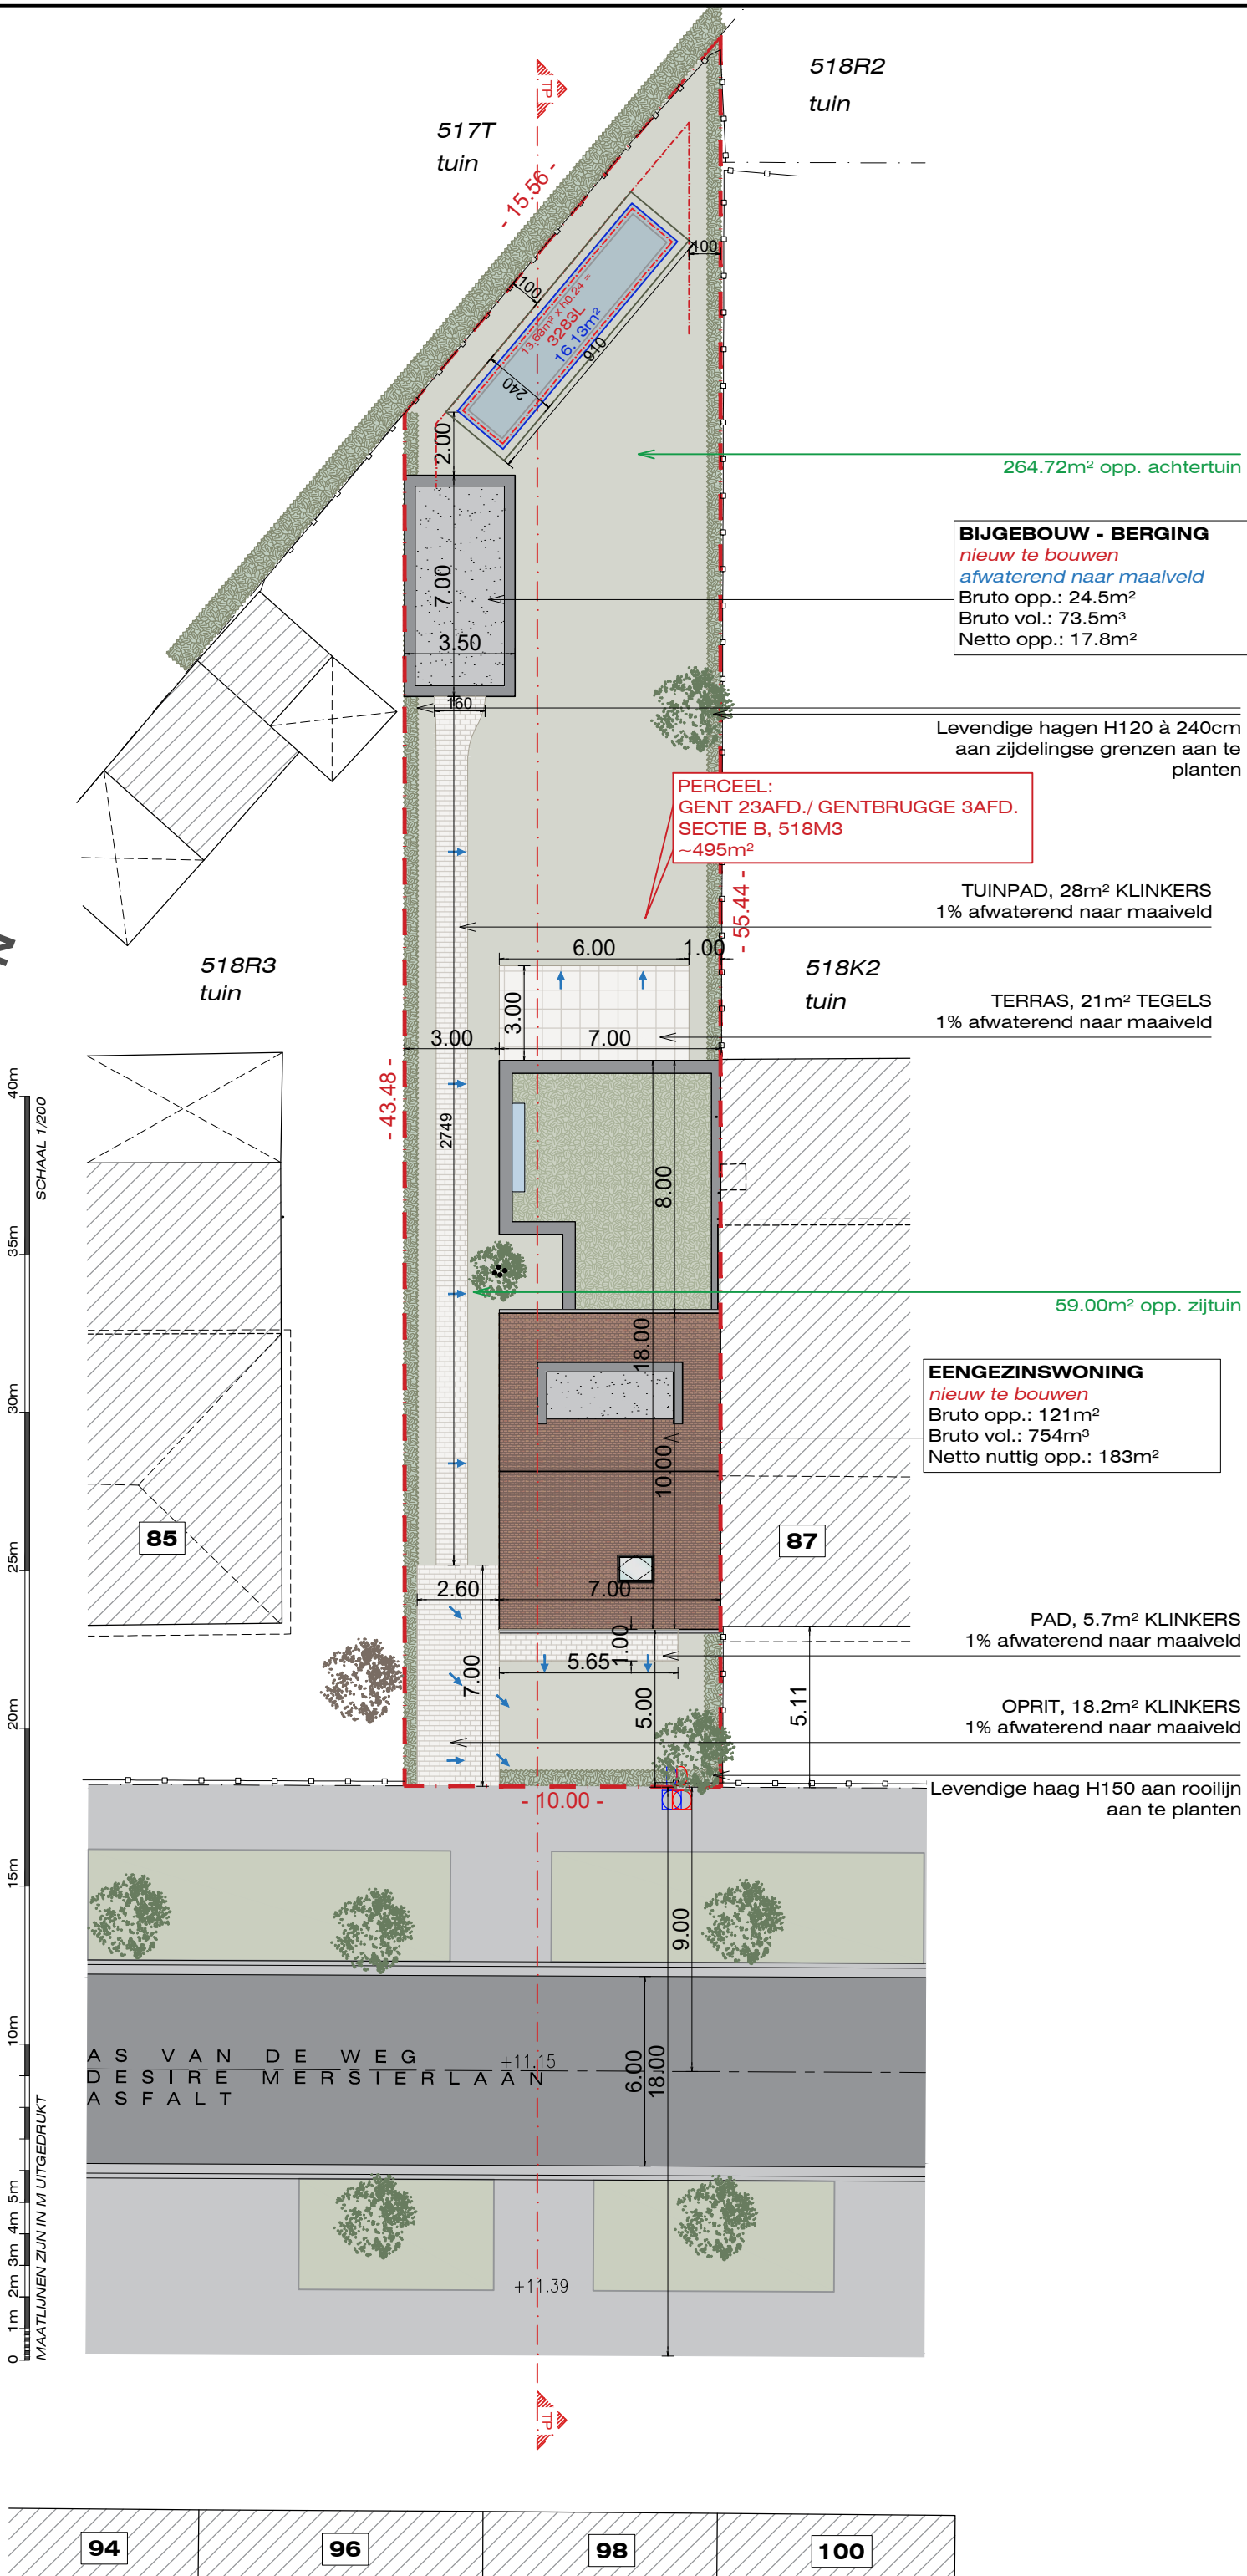 518R2
tuin
517T
tuin
TP
- 15.56 -
100
100
13.68m² x h0.24 =
3283L
16.13m²
910
240
2.00
264.72m² opp. achtertuin
BIJGEBOUW - BERGING
nieuw te bouwen
afwaterend naar maaiveld
Bruto opp.: 24.5m²
Bruto vol.: 73.5m³
Netto opp.: 17.8m²
7.00
3.50
160
Levendige hagen H120 à 240cm
aan zijdelingse grenzen aan te
planten
PERCEEL:
GENT 23AFD./ GENTBRUGGE 3AFD.
SECTIE B, 518M3
~495m²
- 55.44 -
TUINPAD, 28m² KLINKERS
1% afwaterend naar maaiveld
N
518R3
tuin
6.00
1.00
518K2
tuin
3.00
TERRAS, 21m² TEGELS
1% afwaterend naar maaiveld
3.00
7.00
- 43.48 -
2749
8.00
59.00m² opp. zijtuin
18.00
10.00
EENGEZINSWONING
nieuw te bouwen
Bruto opp.: 121m²
Bruto vol.: 754m³
Netto nuttig opp.: 183m²
85
87
2.60
7.00
PAD, 5.7m² KLINKERS
1% afwaterend naar maaiveld
1.00
5.65
7.00
5.00
5.11
OPRIT, 18.2m² KLINKERS
1% afwaterend naar maaiveld
- 10.00 -
Levendige haag H150 aan rooilijn
aan te planten
9.00
6.00
18.00
AS VAN DE WEG
+11.15
DESIRE MERSIERLAAN
ASFALT
+11.39
TP
94
96
98
100
40m
35m
30m
25m
20m
15m
10m
5m
4m
3m
2m
1m
0
SCHAAL 1/200
MAATLIJNEN ZIJN IN M UITGEDRUKT